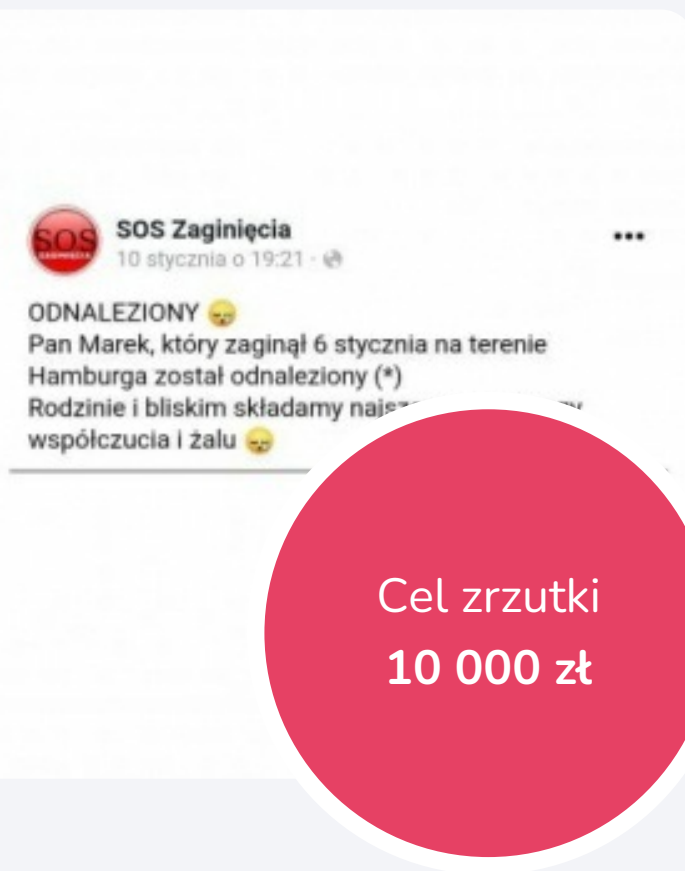 SOS
SOS Zaginięcia
10 stycznia o 19:21
ODNALEZIONY
Pan Marek, który zaginął 6 stycznia na terenie
Hamburga został odnaleziony (*)
Rodzinie i bliskim składamy
współczucia i żalu
Cel zrzutki
10 000 zł